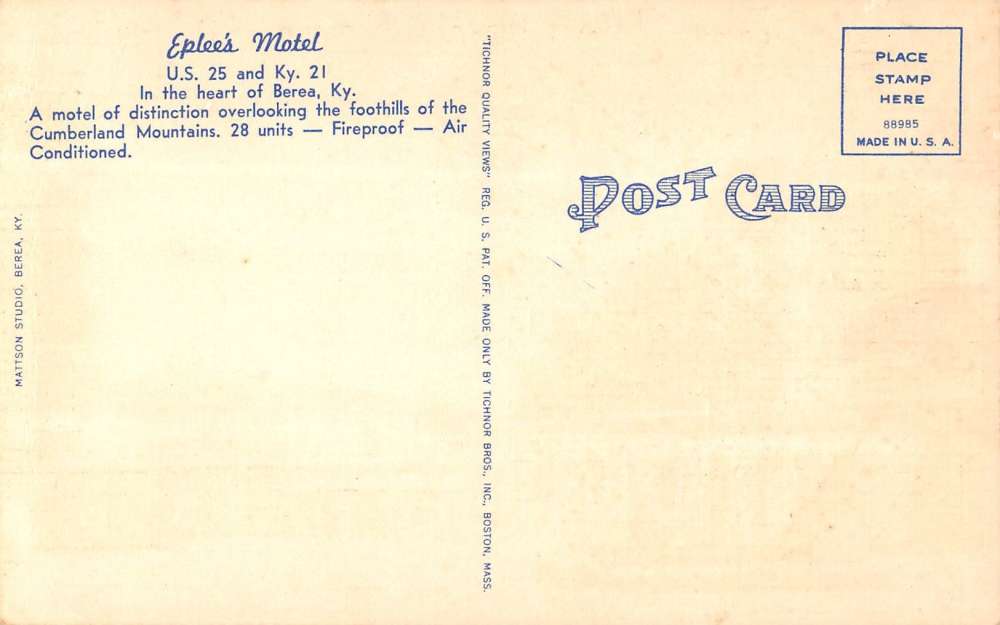 Eplee's Motel
U.S. 25 and Ky. 21
In the heart of Berea, Ky.
A motel of distinction overlooking the foothills of the
Cumberland Mountains. 28 units — Fireproof — Air
Conditioned.
MATTSON STUDIO, BEREA, KY.
"TICHNOR QUALITY VIEWS" REG. U. S. PAT. OFF. MADE ONLY BY TICHNOR BROS., INC., BOSTON, MASS.
PLACE
STAMP
HERE
88985
MADE IN U. S. A.
POST CARD